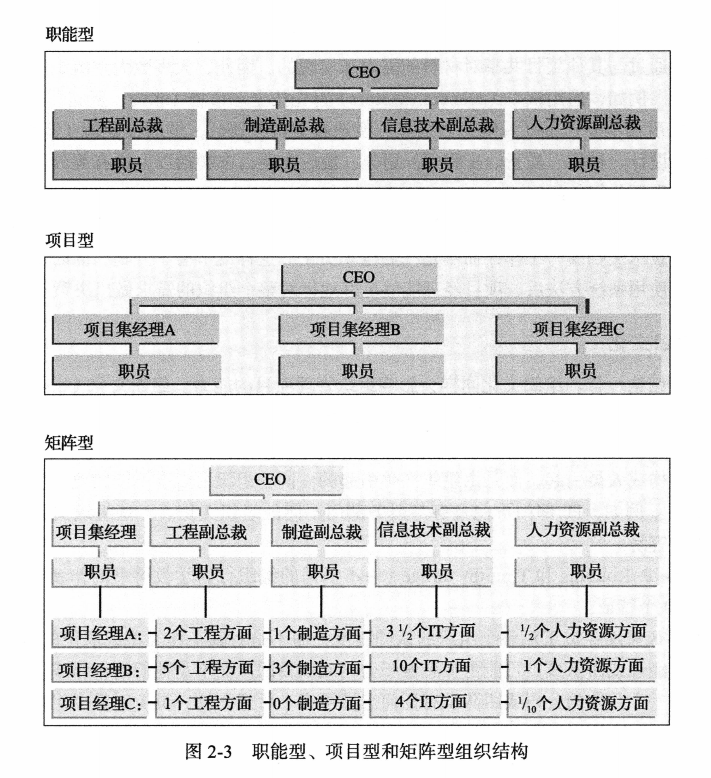 职能型
CEO
工程副总裁 制造副总裁 信息技术副总裁 人力资源副总裁
职员 职员 职员 职员
项目型
CEO
项目集经理A 项目集经理B 项目集经理C
职员 职员 职员
矩阵型
CEO
项目集经理 工程副总裁 制造副总裁 信息技术副总裁 人力资源副总裁
职员 职员 职员 职员 职员
项目经理A: 2个工程方面 1个制造方面 3 1/2个IT方面 1/2个人力资源方面
项目经理B: 5个 工程方面 3个制造方面 10个IT方面 1个人力资源方面
项目经理C: 1个工程方面 0个制造方面 4个IT方面 1/10个人力资源方面
图 2-3 职能型、项目型和矩阵型组织结构